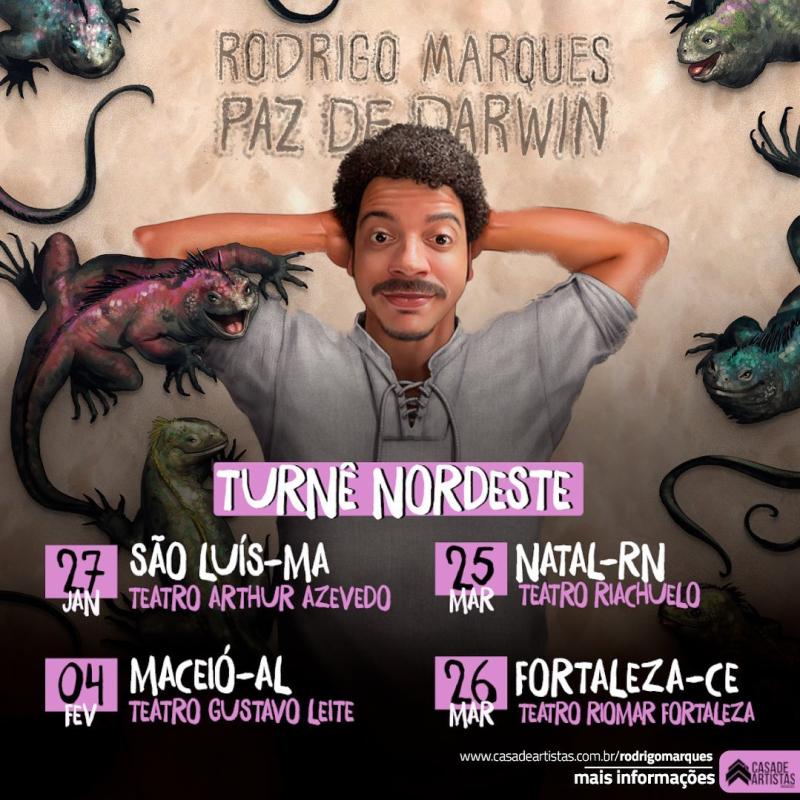 RODRIGO MARQUES
PAZ DE DARWIN
TURNÊ NORDESTE
27
JAN
SÃO LUÍS-MA
TEATRO ARTHUR AZEVEDO
04
FEV
MACEIÓ-AL
TEATRO GUSTAVO LEITE
25
MAR
NATAL-RN
TEATRO RIACHUELO
26
MAR
FORTALEZA-CE
TEATRO RIOMAR FORTALEZA
www.casadeartistas.com.br/rodrigomarques
mais informações
CASA DE
ARTISTAS